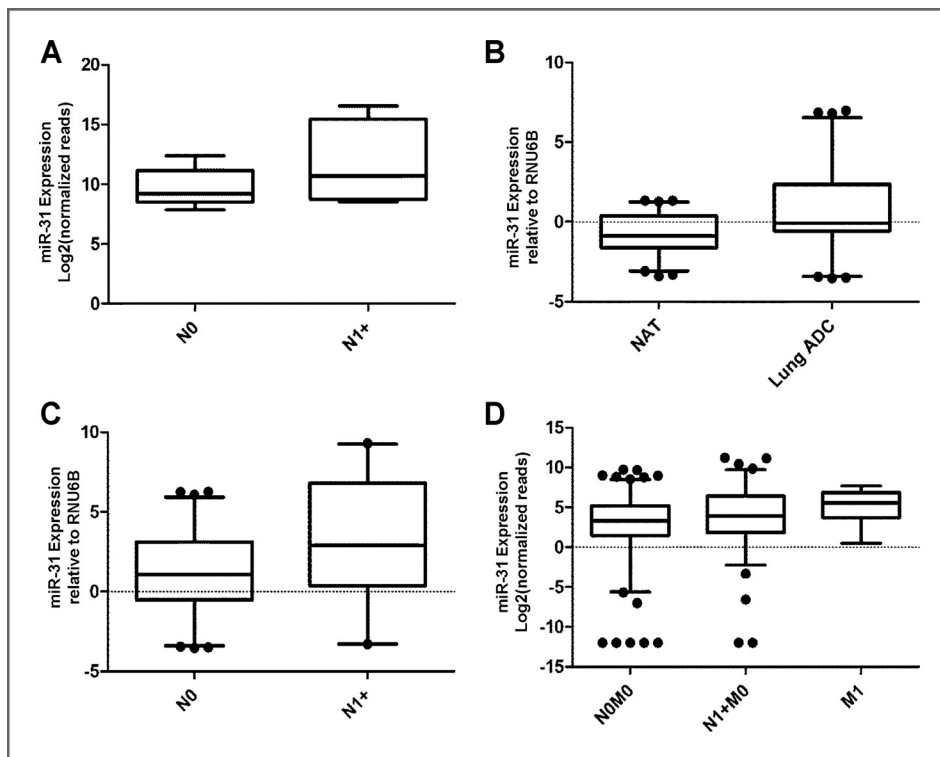 A
miR-31 Expression
Log2(normalized reads)
20
15
10
5
0
N0
N1+
B
miR-31 Expression
relative to RNU6B
10
5
0
-5
NAT
Lung ADC
C
miR-31 Expression
relative to RNU6B
10
5
0
-5
N0
N1+
D
miR-31 Expression
Log2(normalized reads)
15
10
5
0
-5
-10
-15
N0M0
N1+M0
M1